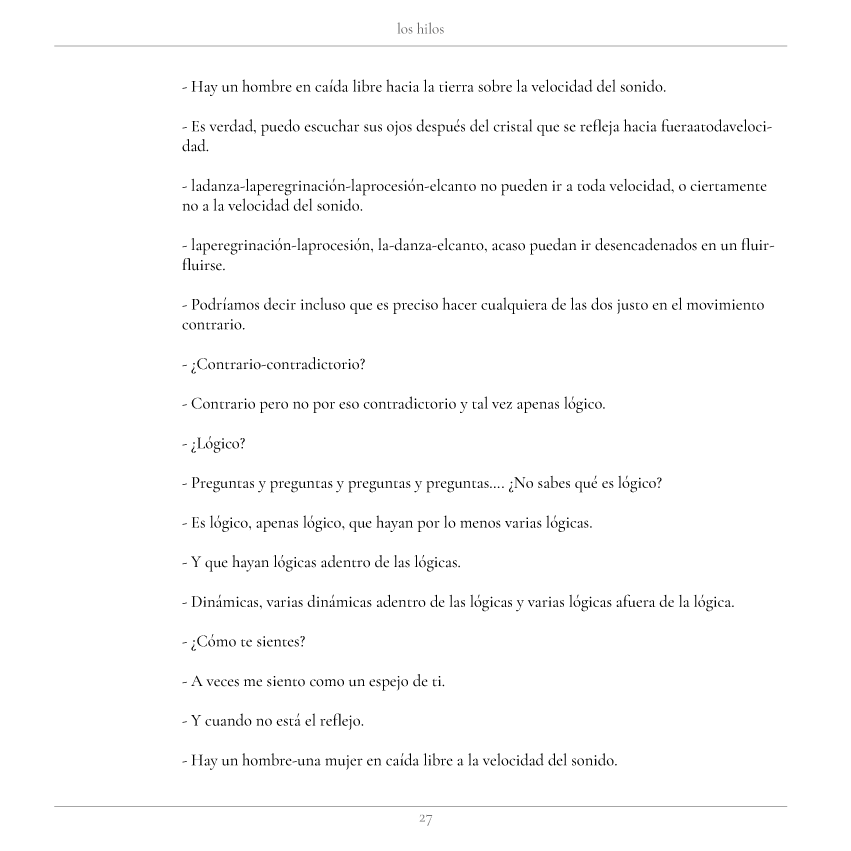 los hilos
- Hay un hombre en caída libre hacia la tierra sobre la velocidad del sonido.
- Es verdad, puedo escuchar sus ojos después del cristal que se refleja hacia fueraatodaveloci-
dad.
- ladanza-laperegrinación-laprocesión-elcanto no pueden ir a toda velocidad, o ciertamente
no a la velocidad del sonido.
- laperegrinación-laprocesión, la-danza-elcanto, acaso puedan ir desencadenados en un fluir-
fluirse.
- Podríamos decir incluso que es preciso hacer cualquiera de las dos justo en el movimiento
contrario.
- ¿Contrario-contradictorio?
- Contrario pero no por eso contradictorio y tal vez apenas lógico.
- ¿Lógico?
- Preguntas y preguntas y preguntas y preguntas.... ¿No sabes qué es lógico?
- Es lógico, apenas lógico, que hayan por lo menos varias lógicas.
- Y que hayan lógicas adentro de las lógicas.
- Dinámicas, varias dinámicas adentro de las lógicas y varias lógicas afuera de la lógica.
- ¿Cómo te sientes?
- A veces me siento como un espejo de ti.
- Y cuando no está el reflejo.
- Hay un hombre-una mujer en caída libre a la velocidad del sonido.
27